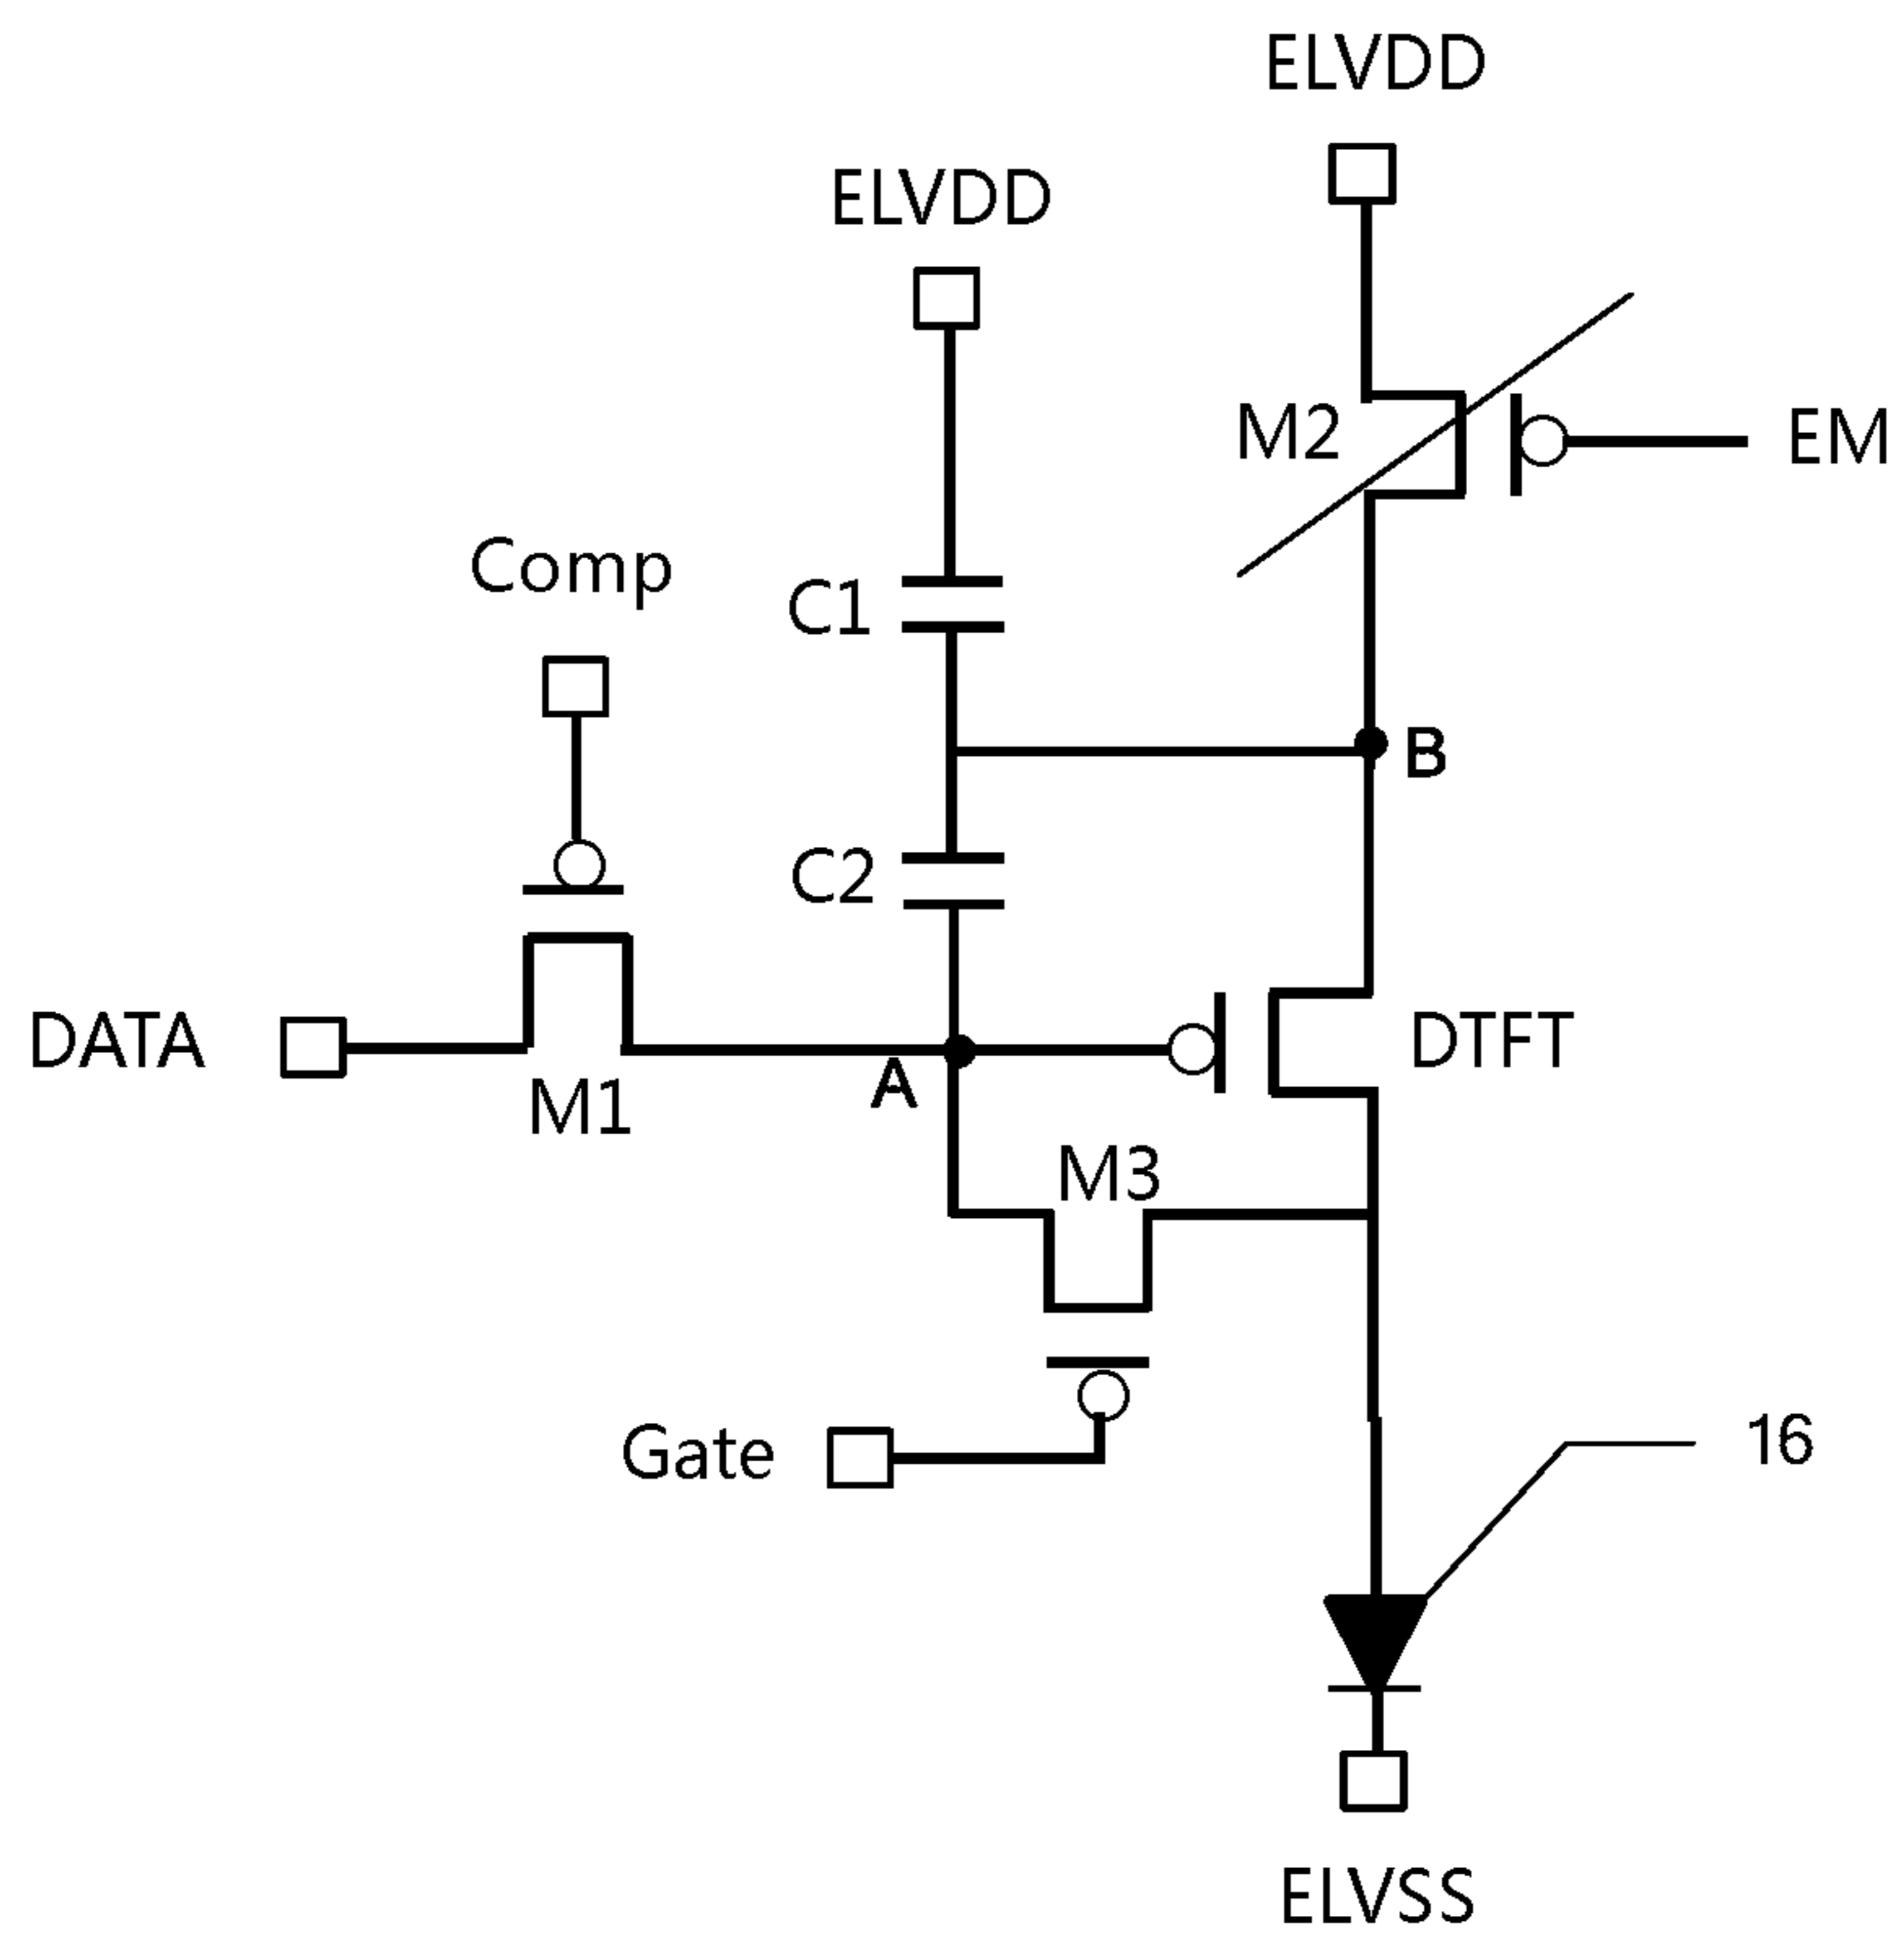 ELVDD
ELVDD
M2
EM
Comp
C1
B
C2
DATA
M1
A
DTFT
M3
Gate
16
ELVSS